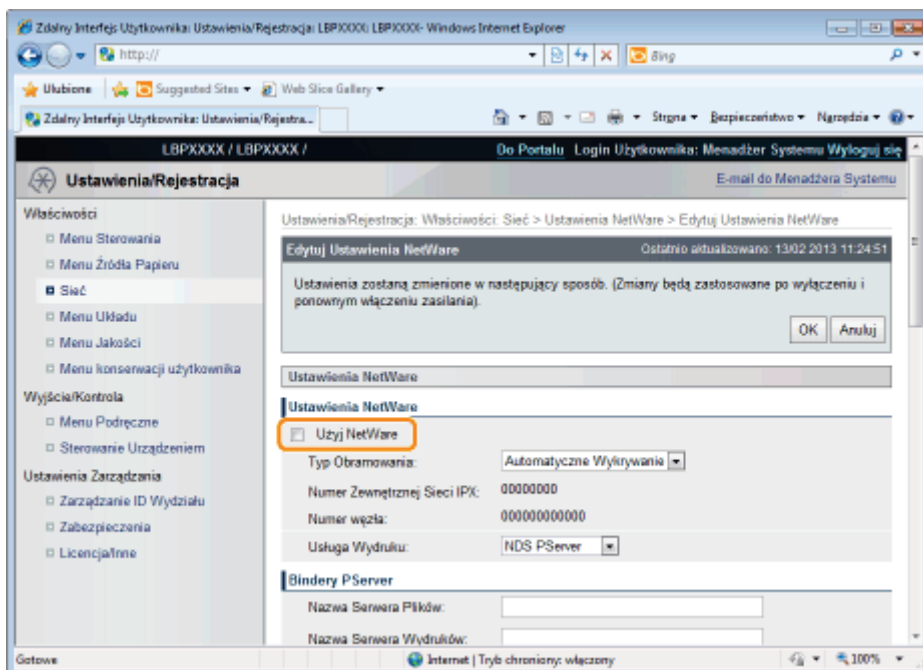 Zdalny Interfejs Użytkownika: Ustawienia/Rejestracja: LBPXXXX: LBPXXXX- Windows Internet Explorer
http://
Bing
Ulubione Suggested Sites Web Slice Gallery
Zdalny Interfejs Użytkownika: Ustawienia/Rejestra... Strona Bezpieczeństwo Narzędzia
LBPXXXX / LBPXXXX / Do Portalu Login Użytkownika: Menadżer Systemu Wyloguj się
Ustawienia/Rejestracja E-mail do Menadżera Systemu
Właściwości
Menu Sterowania
Menu Źródła Papieru
Sieć
Menu Układu
Menu Jakości
Menu konserwacji użytkownika
Wyjście/Kontrola
Menu Podręczne
Sterowanie Urządzeniem
Ustawienia Zarządzania
Zarządzanie ID Wydziału
Zabezpieczenia
Licencja/Inne
Ustawienia/Rejestracja: Właściwości: Sieć > Ustawienia NetWare > Edytuj Ustawienia NetWare
Edytuj Ustawienia NetWare Ostatnio aktualizowano: 13/02 2013 11:24:51
Ustawienia zostaną zmienione w następujący sposób. (Zmiany będą zastosowane po wyłączeniu i
ponownym włączeniu zasilania).
OK Anuluj
Ustawienia NetWare
Ustawienia NetWare
Użyj NetWare
Typ Obramowania: Automatyczne Wykrywanie
Numer Zewnętrznej Sieci IPX: 00000000
Numer węzła: 000000000000
Usługa Wydruku: NDS PServer
Bindery PServer
Nazwa Serwera Plików:
Nazwa Serwera Wydruków:
Gotowe Internet | Tryb chroniony: włączony 100%